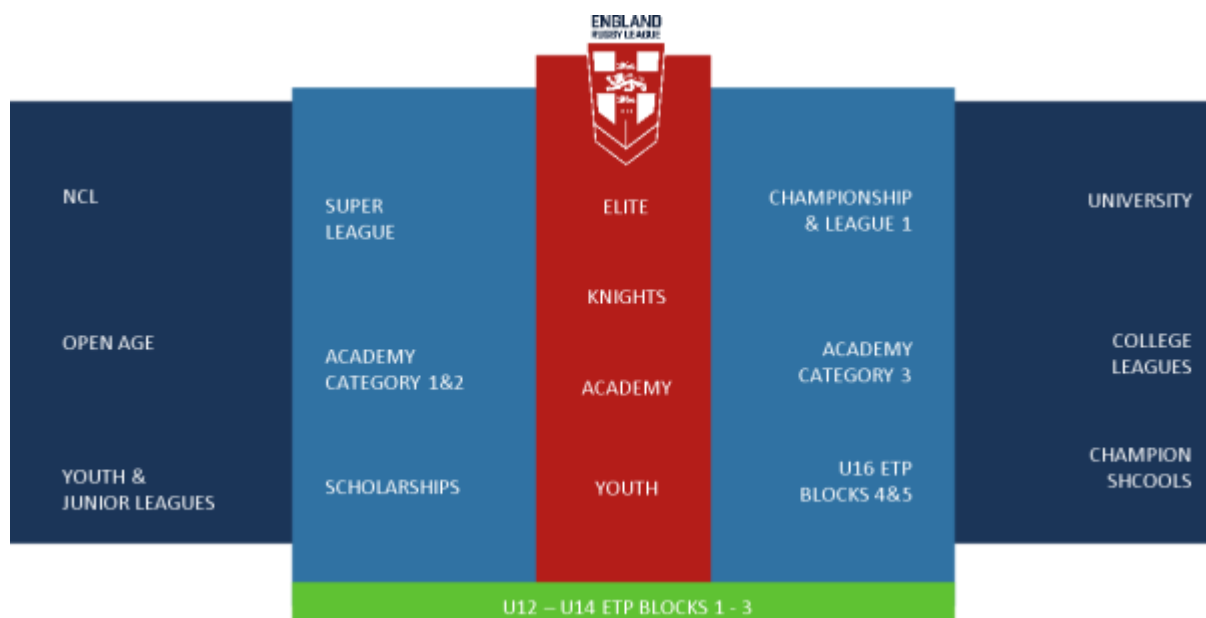 ENGLAND
RUGBY LEAGUE
NCL
OPEN AGE
YOUTH &
JUNIOR LEAGUES
SUPER
LEAGUE
ACADEMY
CATEGORY 1&2
SCHOLARSHIPS
ELITE
KNIGHTS
ACADEMY
YOUTH
CHAMPIONSHIP
& LEAGUE 1
ACADEMY
CATEGORY 3
U16 ETP
BLOCKS 4&5
UNIVERSITY
COLLEGE
LEAGUES
CHAMPION
SHCOOLS
U12 – U14 ETP BLOCKS 1 - 3